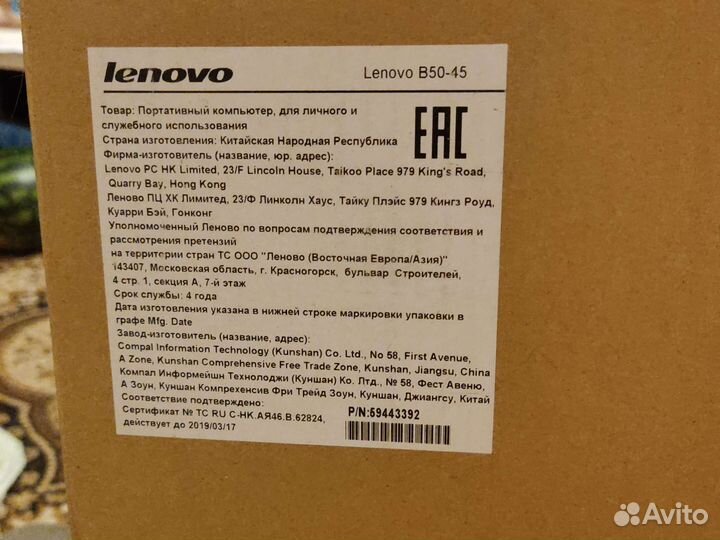 lenovo
Lenovo B50-45
Товар: Портативный компьютер, для личного и
служебного использования
Страна изготовления: Китайская Народная Республика
Фирма-изготовитель (название, юр. адрес):
EAC
Lenovo PC HK Limited, 23/F Lincoln House, Taikoo Place 979 King's Road,
Quarry Bay, Hong Kong
Леново ПЦ ХК Лимитед, 23/Ф Линколн Хаус, Тайку Плэйс 979 Кингз Роуд,
Куарри Бэй, Гонконг
Уполномоченный Леново по вопросам подтверждения соответствия и
рассмотрения претензий
на территории стран ТС ООО "Леново (Восточная Европа/Азия)"
143407, Московская область, г. Красногорск, бульвар Строителей,
4 стр. 1, секция А, 7-й этаж
Срок службы: 4 года
Дата изготовления указана в нижней строке маркировки упаковки в
графе Mfg. Date
Завод-изготовитель (название, адрес):
Compal Information Technology (Kunshan) Co. Ltd., No 58, First Avenue,
A Zone, Kunshan Comprehensive Free Trade Zone, Kunshan, Jiangsu, China
Компал Информейшн Технолоджи (Куншан) Ко. Лтд., № 58, Фест Авеню,
А Зоун, Куншан Компрехенсив Фри Трейд Зоун, Куншан, Джиангсу, Китай
Соответствие подтверждено:
Сертификат № ТС RU C-HK.АЯ46.В.62824,
действует до 2019/03/17
P/N:59443392
Avito